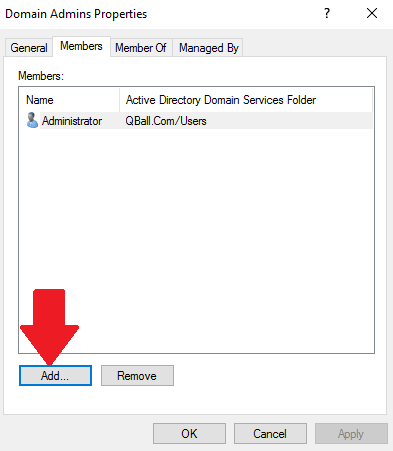 Domain Admins Properties ? ×
General Members Member Of Managed By
Members:
Name Active Directory Domain Services Folder
Administrator QBall.Com/Users
Add... Remove
OK Cancel Apply